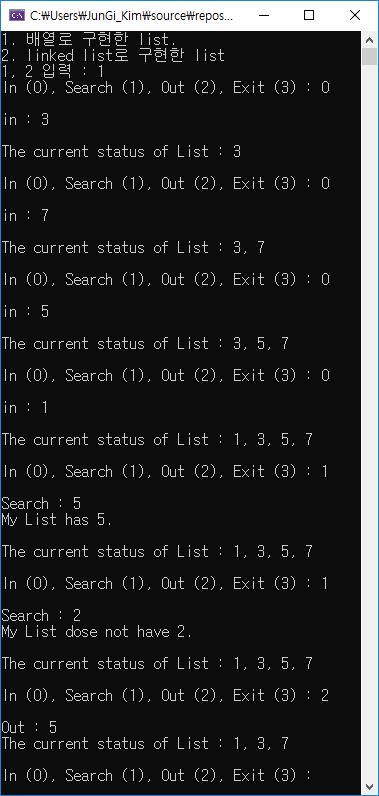 C:\Users\JunGi_Kim\source\repos...
1. 배열로 구현한 list.
2. linked list로 구현한 list
1, 2 입력 : 1
In (0), Search (1), Out (2), Exit (3) : 0
in : 3
The current status of List : 3
In (0), Search (1), Out (2), Exit (3) : 0
in : 7
The current status of List : 3, 7
In (0), Search (1), Out (2), Exit (3) : 0
in : 5
The current status of List : 3, 5, 7
In (0), Search (1), Out (2), Exit (3) : 0
in : 1
The current status of List : 1, 3, 5, 7
In (0), Search (1), Out (2), Exit (3) : 1
Search : 5
My List has 5.
The current status of List : 1, 3, 5, 7
In (0), Search (1), Out (2), Exit (3) : 1
Search : 2
My List dose not have 2.
The current status of List : 1, 3, 5, 7
In (0), Search (1), Out (2), Exit (3) : 2
Out : 5
The current status of List : 1, 3, 7
In (0), Search (1), Out (2), Exit (3) :